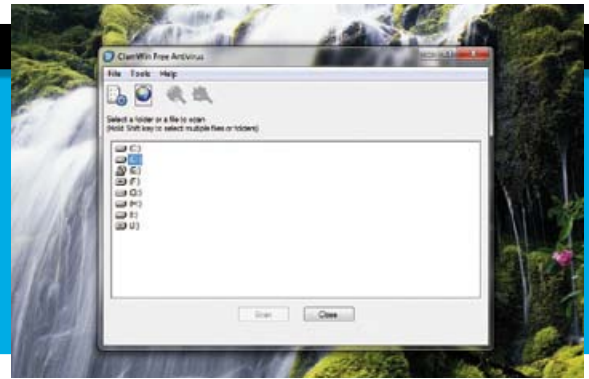 ClamWin Free Antivirus
File Tools Help
Select a folder or a file to scan
(Hold Shift key to select multiple files or folders)
(C:)
(E:)
(F:)
(G:)
(H:)
(I:)
Scan Close